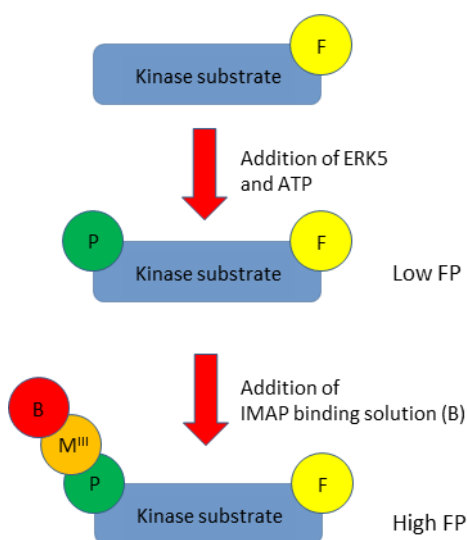 F
Kinase substrate
Addition of ERK5
and ATP
P
F
Kinase substrate
Low FP
Addition of
IMAP binding solution (B)
B
Mᴵᴵᴵ
P
F
Kinase substrate
High FP